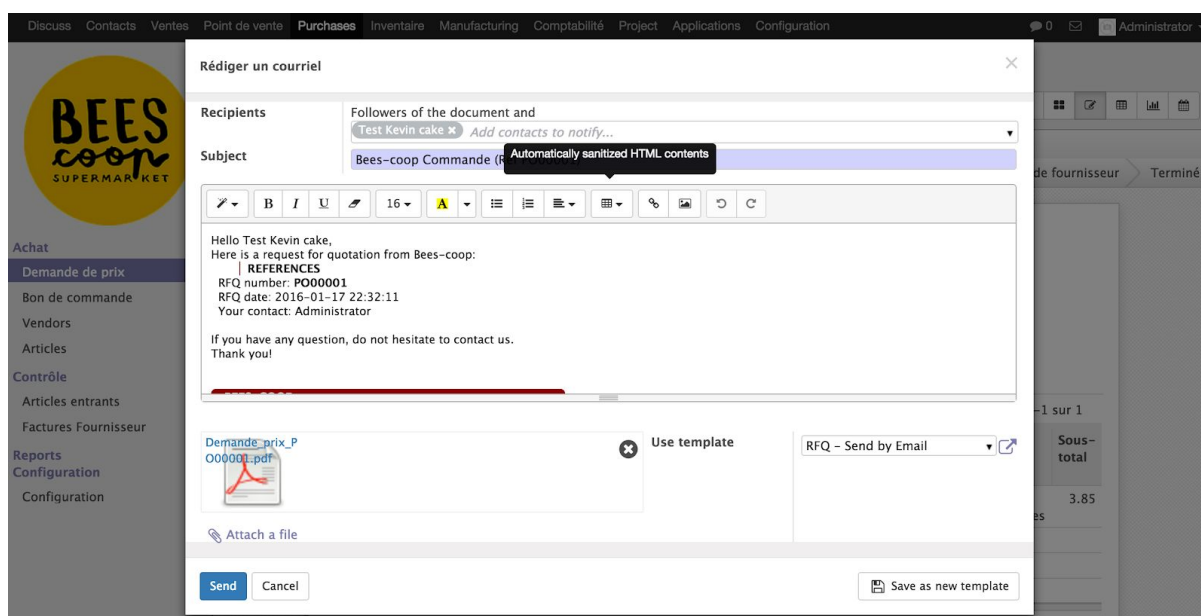 Discuss Contacts Ventes Point de vente Purchases Inventaire Manufacturing Comptabilité Project Applications Configuration 0 Administrator
BEES
coop
SUPERMARKET
Rédiger un courriel
Recipients
Followers of the document and
Test Kevin cake × Add contacts to notify...
Subject
Bees-coop Commande (Ref
Automatically sanitized HTML contents
B I U 16 A
Hello Test Kevin cake,
Here is a request for quotation from Bees-coop:
| REFERENCES
RFQ number: PO00001
RFQ date: 2016-01-17 22:32:11
Your contact: Administrator
If you have any question, do not hesitate to contact us.
Thank you!
Demande_prix_P
O00001.pdf
Use template
RFQ - Send by Email
Attach a file
Send Cancel Save as new template
Achat
Demande de prix
Bon de commande
Vendors
Articles
Contrôle
Articles entrants
Factures Fournisseur
Reports
Configuration
Configuration
de fournisseur Terminé
-1 sur 1
Sous-
total
3.85
es